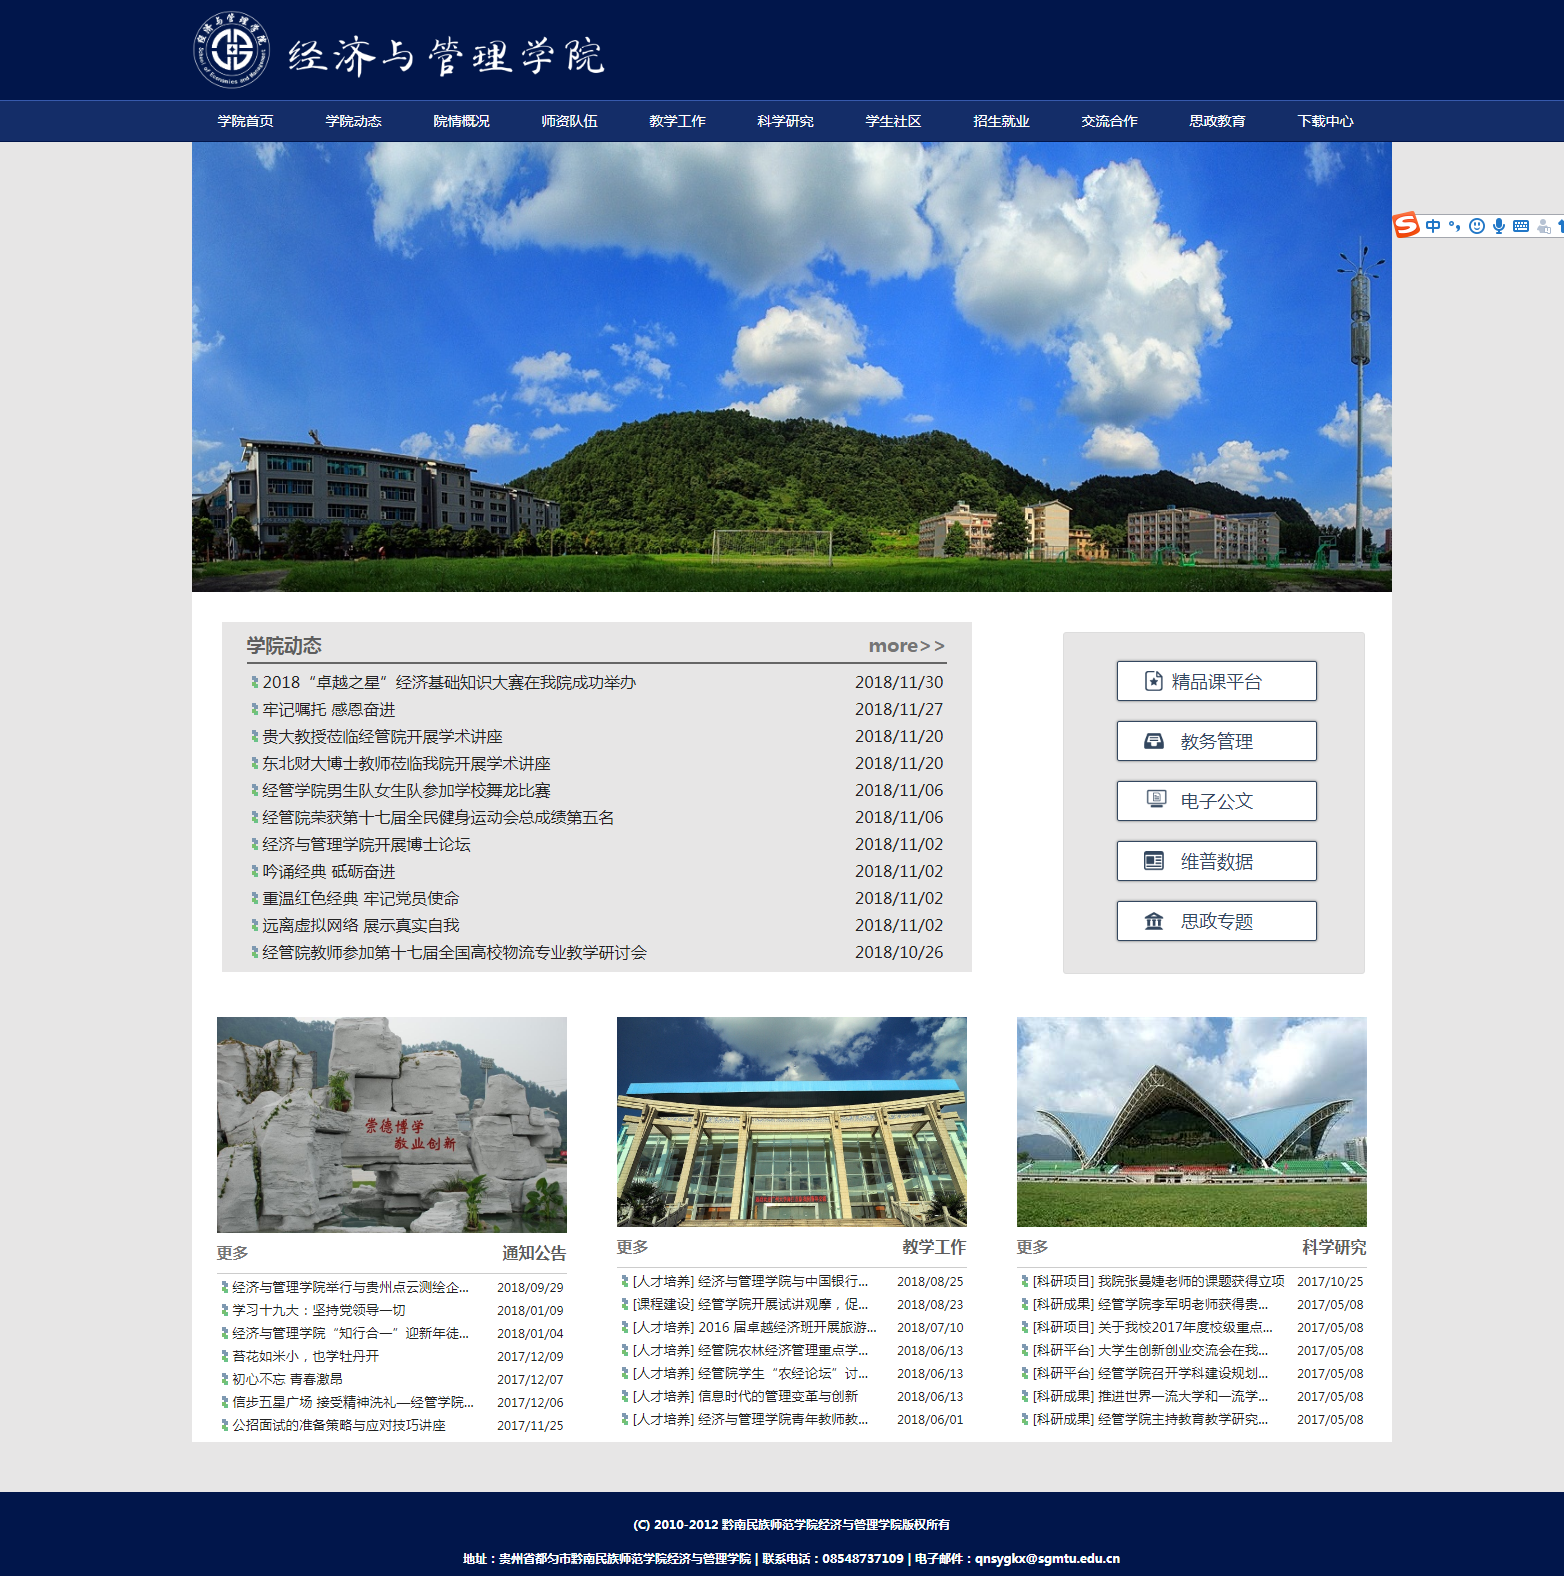 经济与管理学院
School of Economics and Management
经济与管理学院
学院首页 学院动态 院情概况 师资队伍 教学工作 科学研究 学生社区 招生就业 交流合作 思政教育 下载中心
中
学院动态 more>>
2018“卓越之星”经济基础知识大赛在我院成功举办 2018/11/30
牢记嘱托 感恩奋进 2018/11/27
贵大教授莅临经管院开展学术讲座 2018/11/20
东北财大博士教师莅临我院开展学术讲座 2018/11/20
经管学院男生队女生队参加学校舞龙比赛 2018/11/06
经管院荣获第十七届全民健身运动会总成绩第五名 2018/11/06
经济与管理学院开展博士论坛 2018/11/02
吟诵经典 砥砺奋进 2018/11/02
重温红色经典 牢记党员使命 2018/11/02
远离虚拟网络 展示真实自我 2018/11/02
经管院教师参加第十七届全国高校物流专业教学研讨会 2018/10/26
精品课平台
教务管理
电子公文
维普数据
思政专题
崇德博学
敬业创新
更多 通知公告
经济与管理学院举行与贵州点云测绘企... 2018/09/29
学习十九大：坚持党领导一切 2018/01/09
经济与管理学院“知行合一”迎新年徒... 2018/01/04
苔花如米小，也学牡丹开 2017/12/09
初心不忘 青春激昂 2017/12/07
信步五星广场 接受精神洗礼—经管学院... 2017/12/06
公招面试的准备策略与应对技巧讲座 2017/11/25
更多 教学工作
[人才培养] 经济与管理学院与中国银行... 2018/08/25
[课程建设] 经管学院开展试讲观摩，促... 2018/08/23
[人才培养] 2016 届卓越经济班开展旅游... 2018/07/10
[人才培养] 经管院农林经济管理重点学... 2018/06/13
[人才培养] 经管院学生“农经论坛”讨... 2018/06/13
[人才培养] 信息时代的管理变革与创新 2018/06/13
[人才培养] 经济与管理学院青年教师教... 2018/06/01
更多 科学研究
[科研项目] 我院张曼婕老师的课题获得立项 2017/10/25
[科研成果] 经管学院李军明老师获得贵... 2017/05/08
[科研项目] 关于我校2017年度校级重点... 2017/05/08
[科研平台] 大学生创新创业交流会在我... 2017/05/08
[科研平台] 经管学院召开学科建设规划... 2017/05/08
[科研成果] 推进世界一流大学和一流学... 2017/05/08
[科研成果] 经管学院主持教育教学研究... 2017/05/08
(C) 2010-2012 黔南民族师范学院经济与管理学院版权所有
地址：贵州省都匀市黔南民族师范学院经济与管理学院 | 联系电话：08548737109 | 电子邮件：qnsygkx@sgmtu.edu.cn